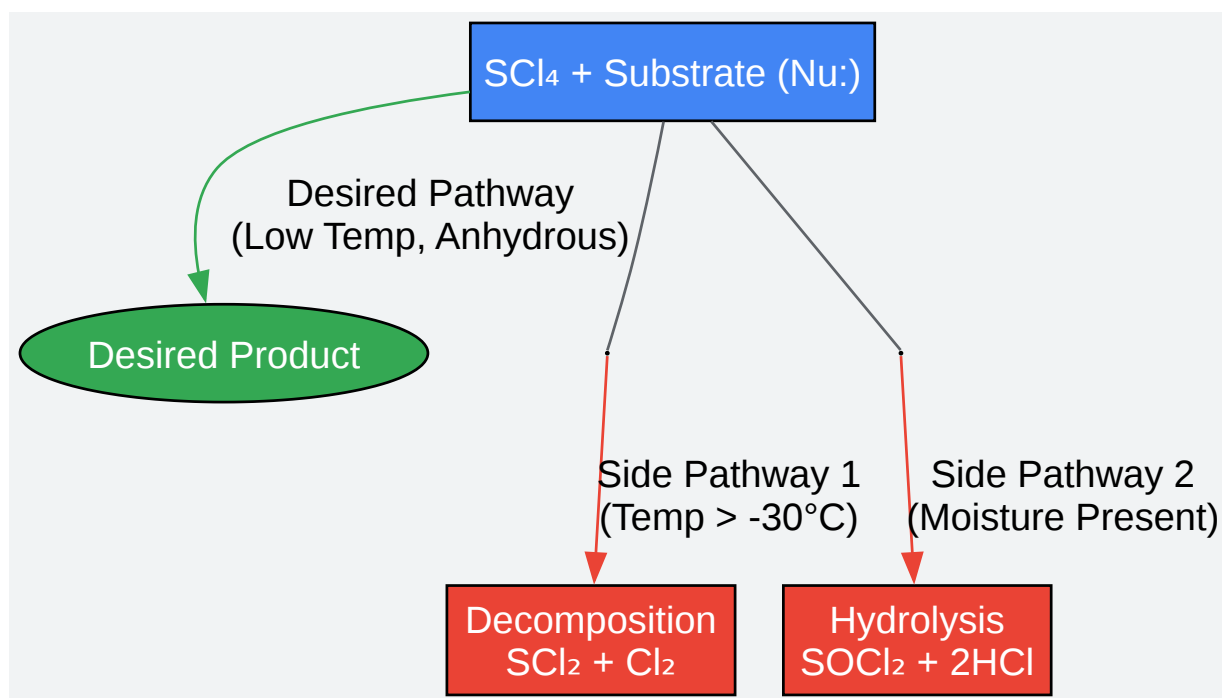 SCl₄ + Substrate (Nu:)
Desired Pathway
(Low Temp, Anhydrous)
Desired Product
Side Pathway 1
(Temp > -30°C)
Side Pathway 2
(Moisture Present)
Decomposition
SCl₂ + Cl₂
Hydrolysis
SOCl₂ + 2HCl